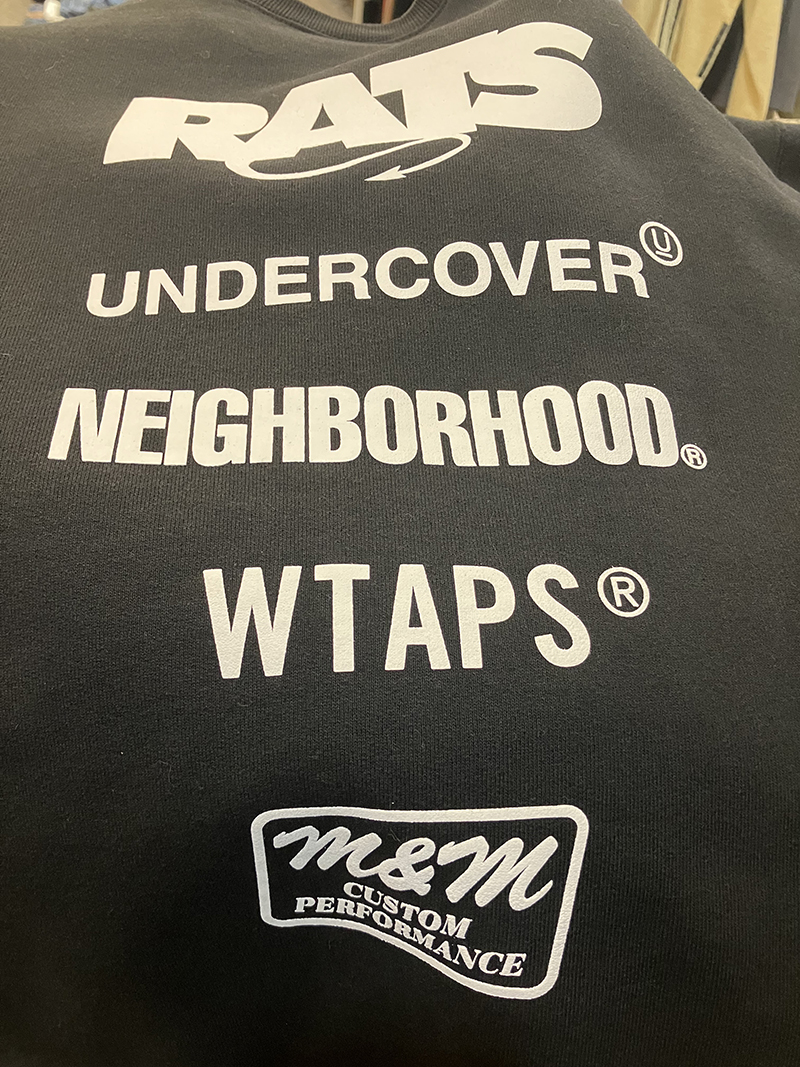 RATS
UNDERCOVER Ⓤ
NEIGHBORHOOD®
WTAPS®
M&M
CUSTOM
PERFORMANCE